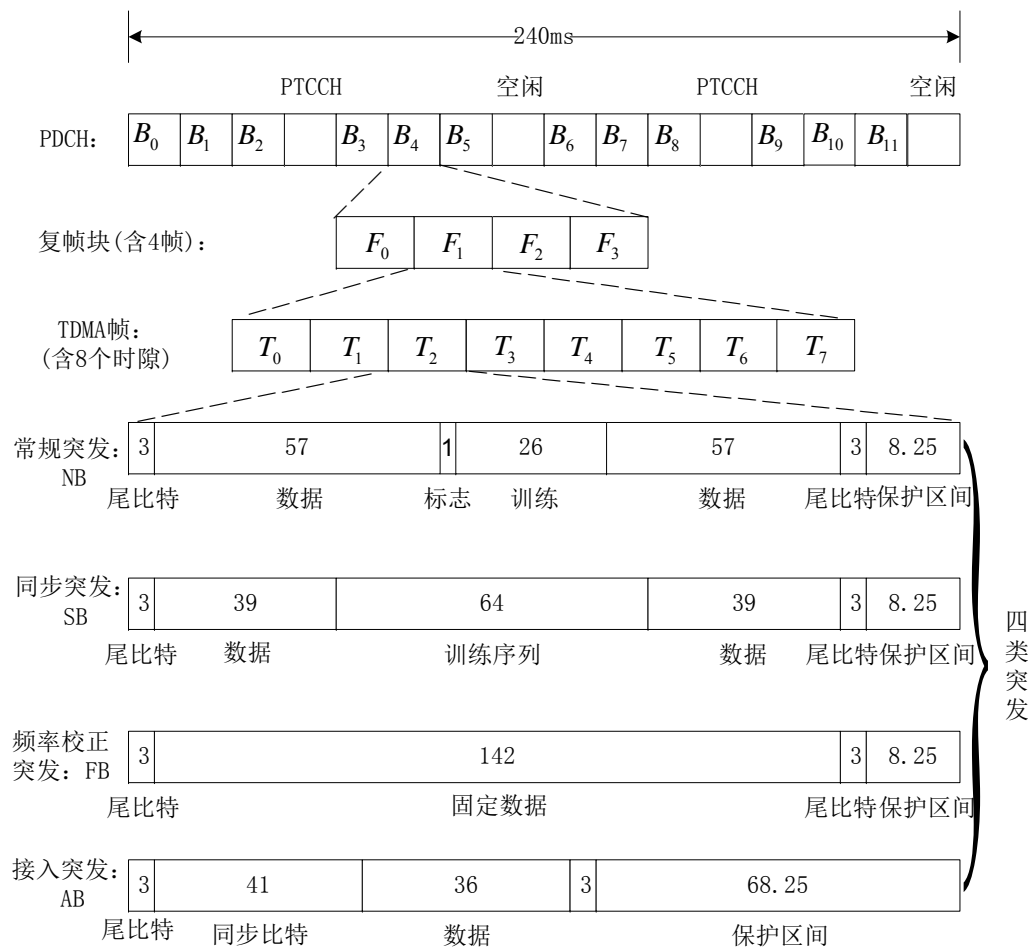 240ms
PTCCH 空闲 PTCCH 空闲
PDCH： B₀ B₁ B₂ B₃ B₄ B₅ B₆ B₇ B₈ B₉ B₁₀ B₁₁
复帧块(含4帧)： F₀ F₁ F₂ F₃
TDMA帧：
(含8个时隙)
T₀ T₁ T₂ T₃ T₄ T₅ T₆ T₇
常规突发：
NB
3 57 1 26 57 3 8.25
尾比特 数据 标志 训练 数据 尾比特 保护区间
同步突发：
SB
3 39 64 39 3 8.25
尾比特 数据 训练序列 数据 尾比特 保护区间
四类突发
频率校正
突发：FB
3 142 3 8.25
尾比特 固定数据 尾比特 保护区间
接入突发：
AB
3 41 36 3 68.25
尾比特 同步比特 数据 保护区间